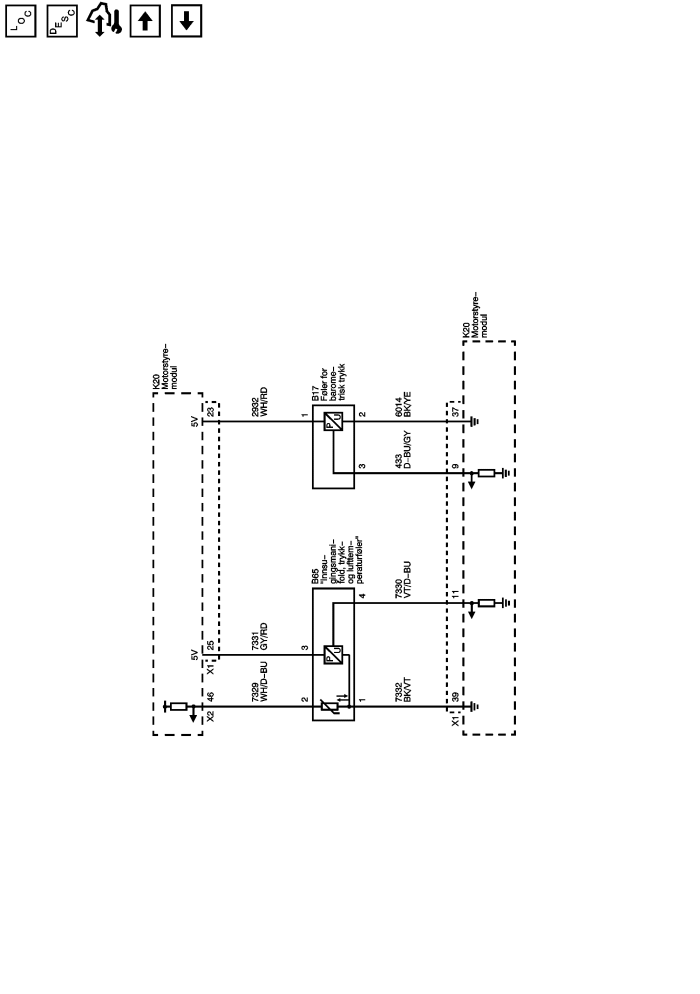 LOC
DESC
K20
Motorstyre-
modul
5V
23
X1
25
5V
X2
46
2932
WH/RD
7331
GY/RD
7329
WH/D-BU
1
3
2
B17
Føler for
barome-
trisk trykk
P
U
B65
"Innsu-
gingsmani-
fold, trykk-
og lufttem-
peraturføler"
P
U
2
3
4
1
6014
BK/YE
433
D-BU/GY
7330
VT/D-BU
7332
BK/VT
37
9
11
39
X1
K20
Motorstyre-
modul